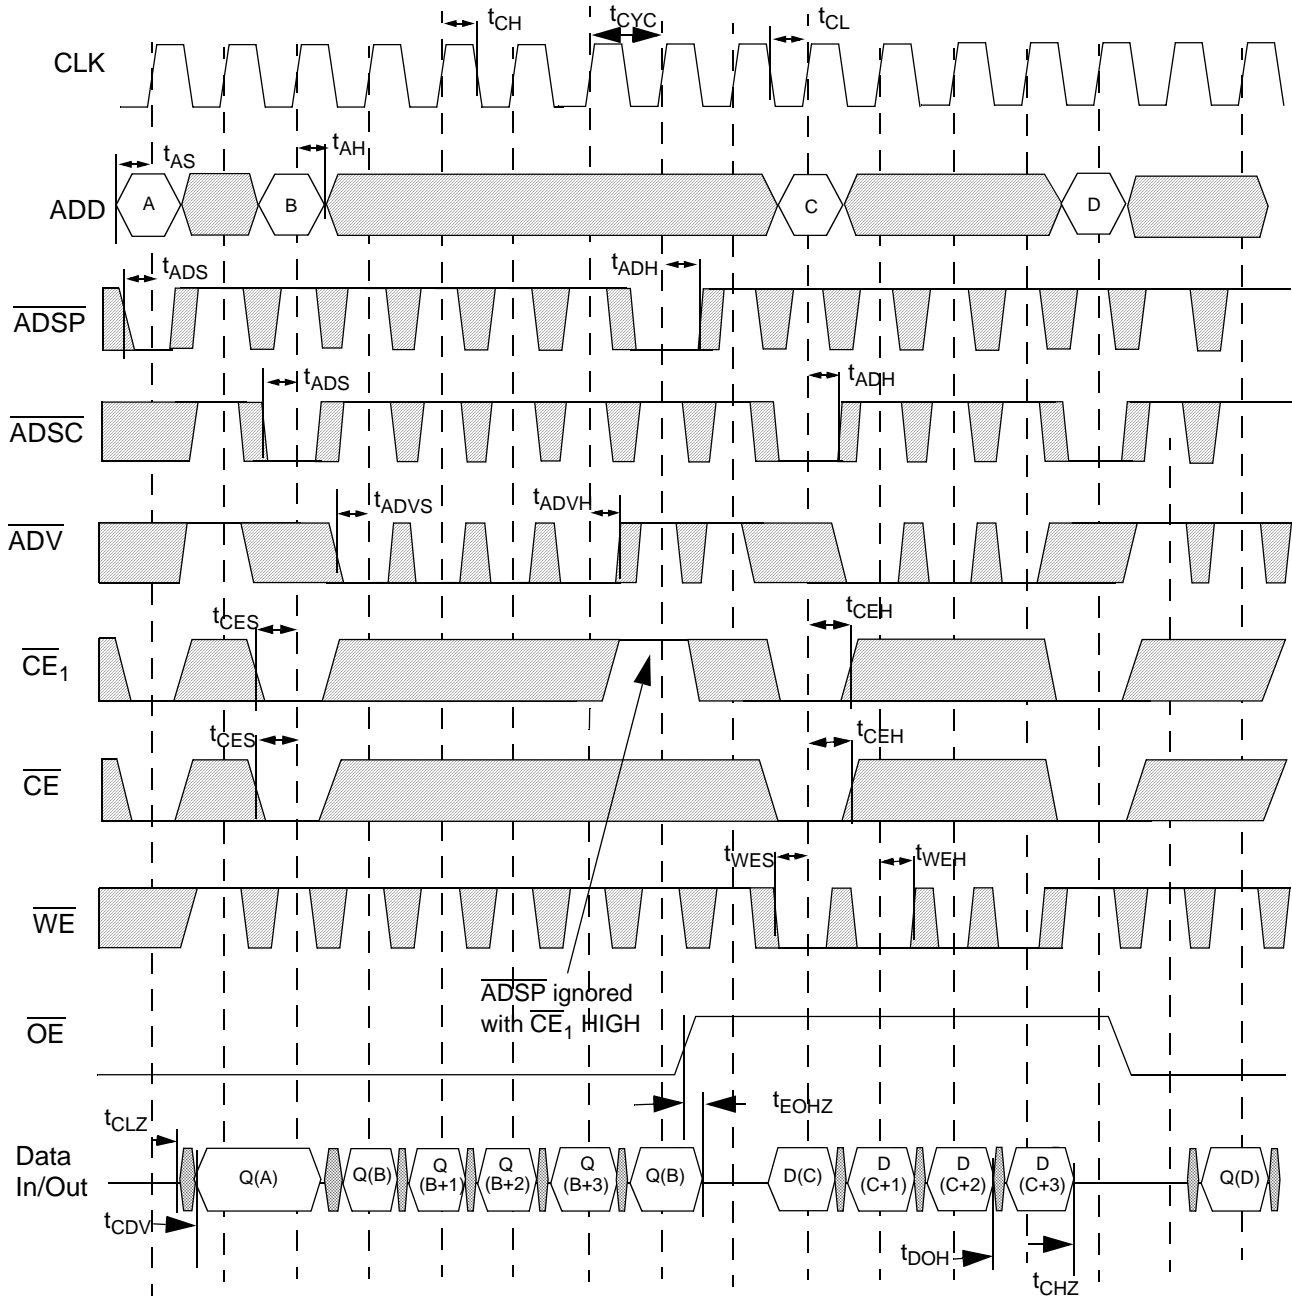 tCH tCYC tCL
CLK
tAS tAH
ADD A B C D
tADS tADH
ADSP
tADS tADH
ADSC
tADVS tADVH
ADV
tCES tCEH
CE1
tCES tCEH
CE
tWES tWEH
WE
ADSP ignored
with CE1 HIGH
OE
tCLZ tEOHZ
Data
In/Out
Q(A) Q(B) Q
(B+1) Q
(B+2) Q
(B+3) Q(B) D(C) D
(C+1) D
(C+2) D
(C+3) Q(D)
tCDV tDOH tCHZ